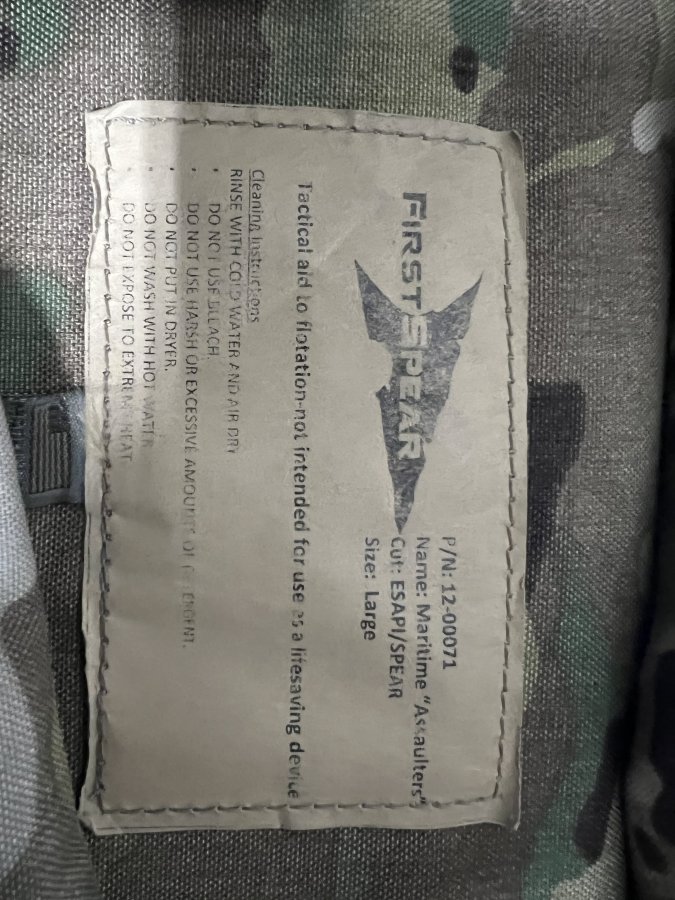 FIRSTSPEAR
P/N: 12-00071
Name: Maritime "Assaulters"
Cut: ESAPI/SPEAR
Size: Large
Tactical aid to flotation-not intended for use as a lifesaving device
Cleaning Instructions
RINSE WITH COLD WATER AND AIR DRY
• DO NOT USE BLEACH.
• DO NOT USE HARSH OR EXCESSIVE AMOUNTS OF DETERGENT.
• DO NOT PUT IN DRYER.
• DO NOT WASH WITH HOT WATER
• DO NOT EXPOSE TO EXTREME HEAT